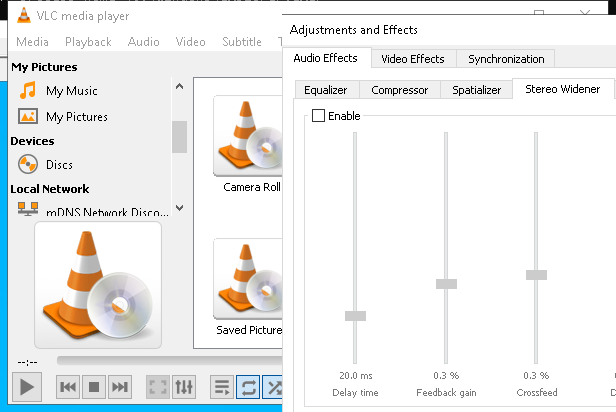 VLC media player
Media Playback Audio Video Subtitle T
My Pictures
My Music
My Pictures
Devices
Discs
Local Network
mDNS Network Disco...
Camera Roll
Saved Picture
--:--
Adjustments and Effects
Audio Effects Video Effects Synchronization
Equalizer Compressor Spatializer Stereo Widener
Enable
20.0 ms 0.3 % 0.3 %
Delay time Feedback gain Crossfeed D